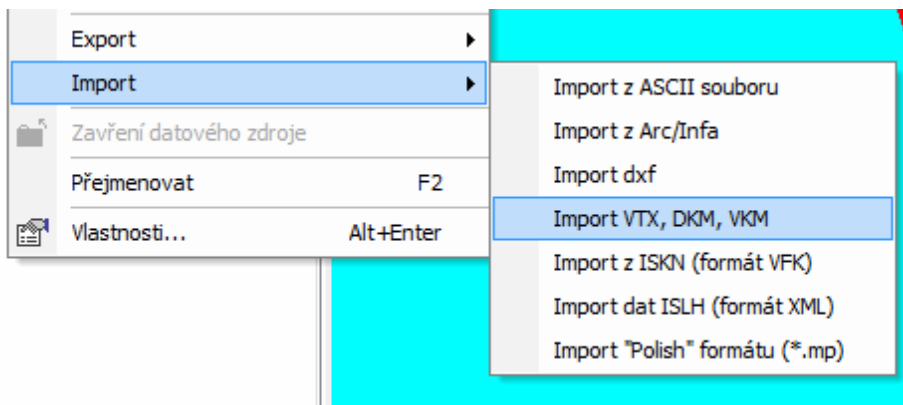 Export
Import
Zavření datového zdroje
Přejmenovat F2
Vlastnosti... Alt+Enter
Import z ASCII souboru
Import z Arc/Infa
Import dxf
Import VTX, DKM, VKM
Import z ISKN (formát VFK)
Import dat ISLH (formát XML)
Import "Polish" formátu (*.mp)